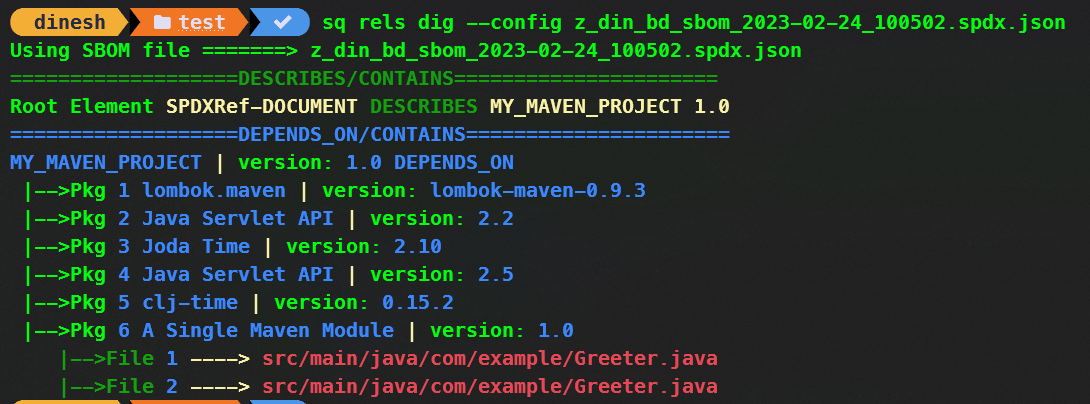 dinesh test sq rels dig --config z_din_bd_sbom_2023-02-24_100502.spdx.json
Using SBOM file =======> z_din_bd_sbom_2023-02-24_100502.spdx.json
===================DESCRIBES/CONTAINS======================
Root Element SPDXRef-DOCUMENT DESCRIBES MY_MAVEN_PROJECT 1.0
===================DEPENDS_ON/CONTAINS======================
MY_MAVEN_PROJECT | version: 1.0 DEPENDS_ON
|-->Pkg 1 lombok.maven | version: lombok-maven-0.9.3
|-->Pkg 2 Java Servlet API | version: 2.2
|-->Pkg 3 Joda Time | version: 2.10
|-->Pkg 4 Java Servlet API | version: 2.5
|-->Pkg 5 clj-time | version: 0.15.2
|-->Pkg 6 A Single Maven Module | version: 1.0
|-->File 1 ----> src/main/java/com/example/Greeter.java
|-->File 2 ----> src/main/java/com/example/Greeter.java